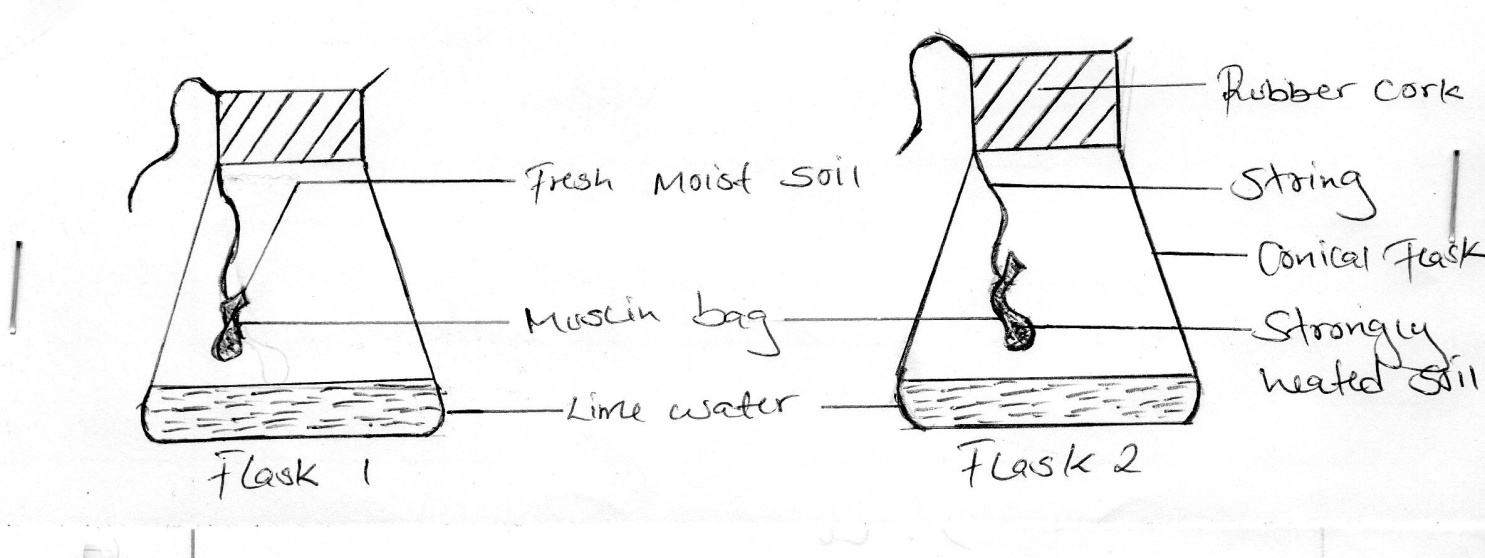 Rubber cork
Fresh Moist Soil
String
Conical Flask
Muslin bag
Strongly
heated Soil
Lime water
Flask 1
Flask 2